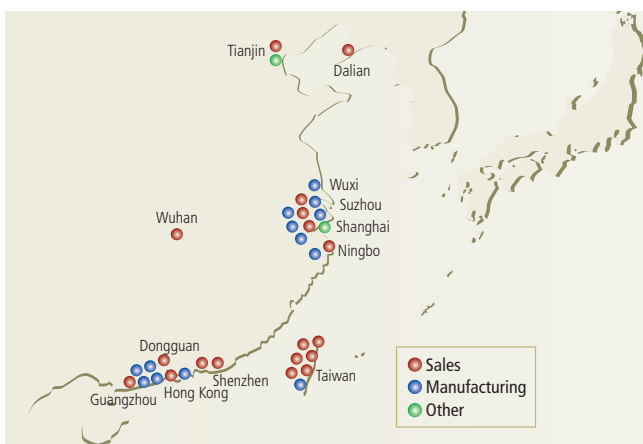 Tianjin
Dalian
Wuxi
Suzhou
Shanghai
Wuhan
Ningbo
Dongguan
Shenzhen
Hong Kong
Guangzhou
Taiwan
Sales
Manufacturing
Other